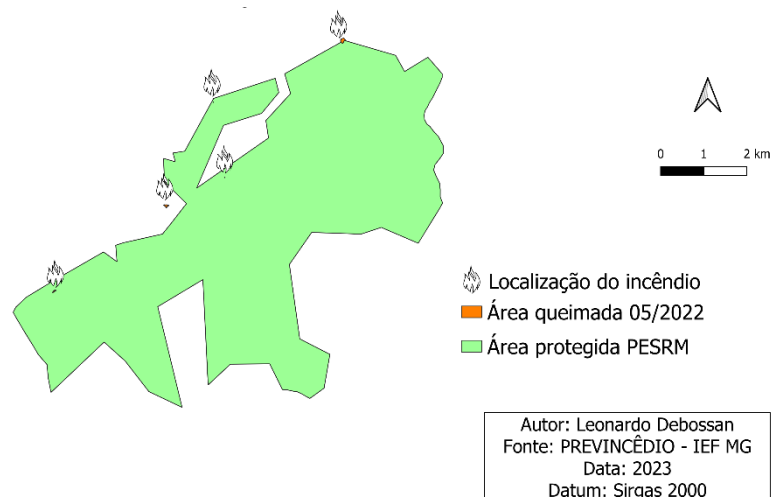 0 1 2 km
Localização do incêndio
Área queimada 05/2022
Área protegida PESRM
Autor: Leonardo Debossan
Fonte: PREVINCÊDIO - IEF MG
Data: 2023
Datum: Sirgas 2000